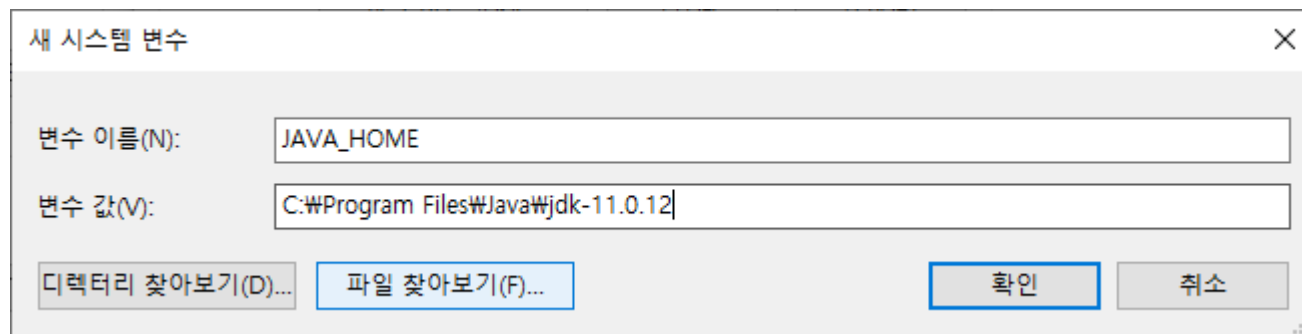 새 시스템 변수
변수 이름(N): JAVA_HOME
변수 값(V): C:₩Program Files₩Java₩jdk-11.0.12
디렉터리 찾아보기(D)... 파일 찾아보기(F)... 확인 취소